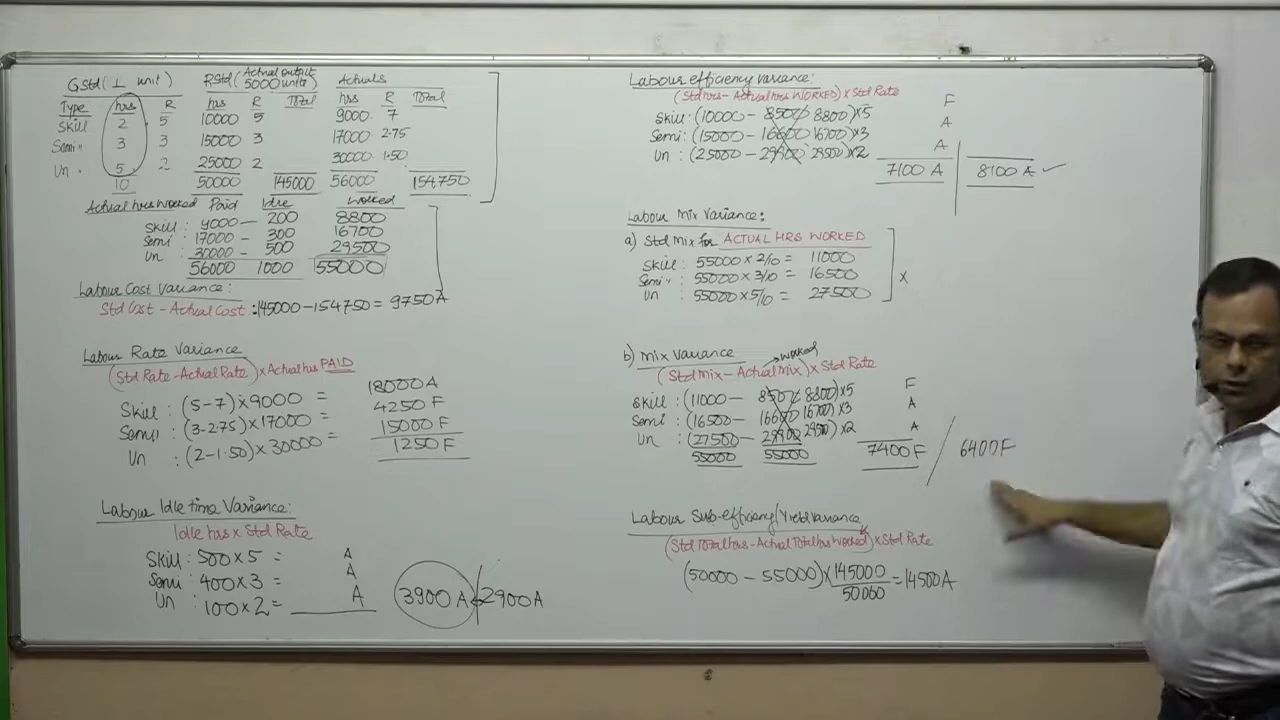 GStd (1 unit) RStd (Actual output 5000 units) Actuals
Type hrs R hrs R Total hrs R Total
Skill 2 5 10000 5 9000 7
Semi 3 3 15000 3 17000 2.75
Un 5 2 25000 2 30000 1.50
10 50000 145000 56000 154750
Actual hrs Worked Paid Idle Worked
Skill: 9000 - 200 8800
Semi: 17000 - 300 16700
Un: 30000 - 500 29500
56000 1000 55000
Labour Cost Variance:
Std Cost - Actual Cost: 145000 - 154750 = 9750 A
Labour Rate Variance
(Std Rate - Actual Rate) x Actual hrs PAID
Skill: (5-7) x 9000 = 18000 A
Semi: (3-2.75) x 17000 = 4250 F
Un: (2-1.50) x 30000 = 15000 F
1250 F
Labour Idle time Variance:
Idle hrs x Std Rate
Skill: 500 x 5 = A
Semi: 400 x 3 = A
Un: 100 x 2 = A
3900 A 2900 A
Labour efficiency variance:
(Std hrs - Actual hrs WORKED) x Std Rate
Skill: (10000 - 8500 8800) x 5 F
Semi: (15000 - 16600 16700) x 3 A
Un: (25000 - 29900 29500) x 2 A
7100 A 8100 A ✓
Labour Mix Variance:
a) Std Mix for ACTUAL HRS WORKED
Skill: 55000 x 2/10 = 11000
Semi: 55000 x 3/10 = 16500
Un: 55000 x 5/10 = 27500
x
b) Mix Variance
→ Worked
(Std Mix - Actual Mix) x Std Rate
Skill: (11000 - 8500 8800) x 5 F
Semi: (16500 - 16600 16700) x 3 A
Un: (27500 - 29900 29500) x 2 A
55000 55000 7400 F / 6400 F
Labour Sub-efficiency/Yield Variance
(Std Total hrs - Actual Total hrs Worked) x Std Rate
(50000 - 55000) x 145000/50000 = 14500 A